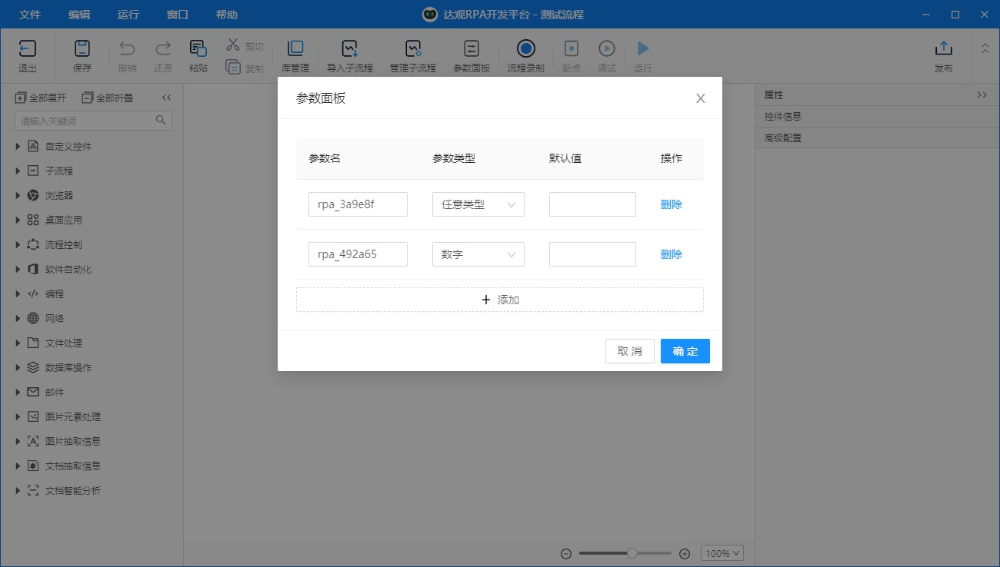 文件 编辑 运行 窗口 帮助 达观RPA开发平台 - 测试流程
退出 保存 撤销 还原 粘贴 剪切 复制 库管理 导入子流程 管理子流程 参数面板 流程录制 断点 调试 运行 发布
全部展开 全部折叠
请输入关键词
自定义控件
子流程
浏览器
桌面应用
流程控制
软件自动化
编程
网络
文件处理
数据库操作
邮件
图片元素处理
图片抽取信息
文档抽取信息
文档智能分析
参数面板
参数名 参数类型 默认值 操作
rpa_3a9e8f 任意类型 删除
rpa_492a65 数字 删除
添加
取消 确定
属性
控件信息
高级配置
100%